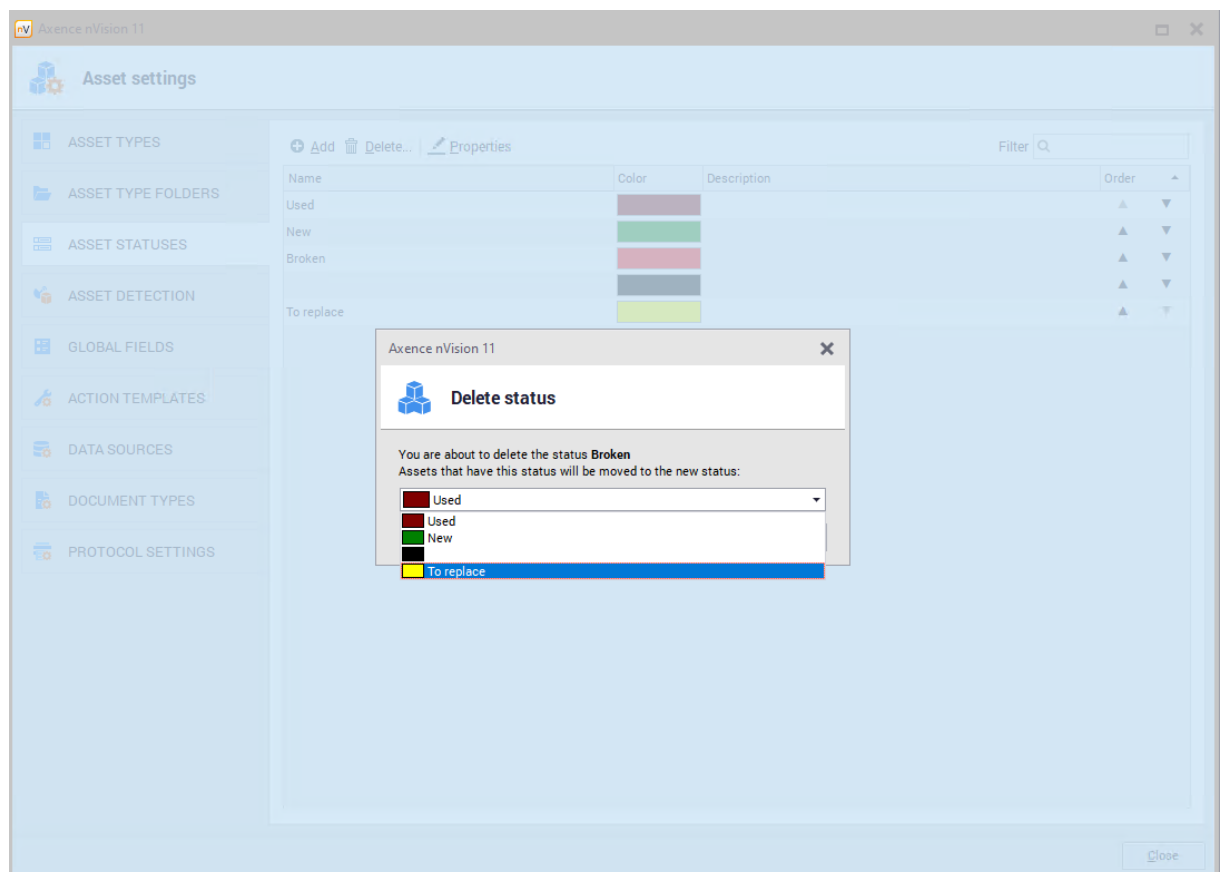 nV Axence nVision 11
Asset settings
ASSET TYPES
ASSET TYPE FOLDERS
ASSET STATUSES
ASSET DETECTION
GLOBAL FIELDS
ACTION TEMPLATES
DATA SOURCES
DOCUMENT TYPES
PROTOCOL SETTINGS
Add Delete... Properties Filter
Name Color Description Order
Used
New
Broken
To replace
Axence nVision 11
Delete status
You are about to delete the status Broken
Assets that have this status will be moved to the new status:
Used
Used
New
To replace
Close